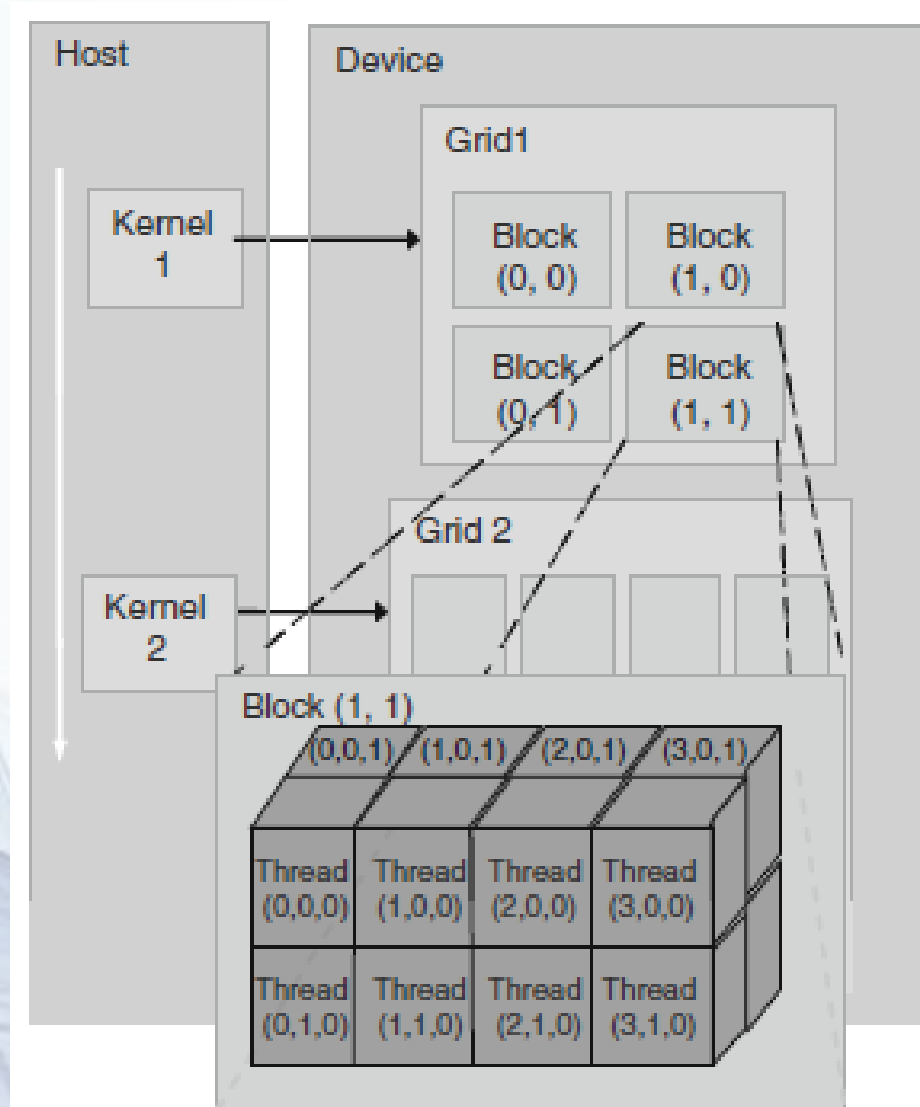 Host
Device
Grid1
Kernel
1
Block
(0, 0)
Block
(1, 0)
Block
(0, 1)
Block
(1, 1)
Grid 2
Kernel
2
Block (1, 1)
(0,0,1) (1,0,1) (2,0,1) (3,0,1)
Thread
(0,0,0)
Thread
(1,0,0)
Thread
(2,0,0)
Thread
(3,0,0)
Thread
(0,1,0)
Thread
(1,1,0)
Thread
(2,1,0)
Thread
(3,1,0)